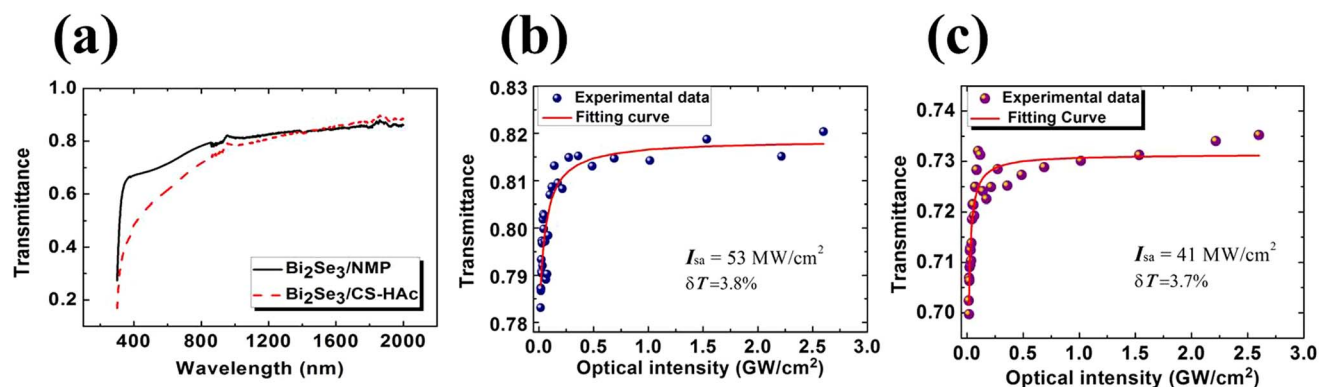 (a)
Transmittance
1.0
0.8
0.6
0.4
0.2
Bi₂Se₃/NMP
Bi₂Se₃/CS-HAc
400 800 1200 1600 2000
Wavelength (nm)
(b)
Transmittance
0.83
0.82
0.81
0.80
0.79
0.78
Experimental data
Fitting curve
Isa = 53 MW/cm²
δT=3.8%
0.0 0.5 1.0 1.5 2.0 2.5 3.0
Optical intensity (GW/cm²)
(c)
Transmittance
0.74
0.73
0.72
0.71
0.70
Experimental data
Fitting Curve
Isa = 41 MW/cm²
δT=3.7%
0.0 0.5 1.0 1.5 2.0 2.5 3.0
Optical intensity (GW/cm²)